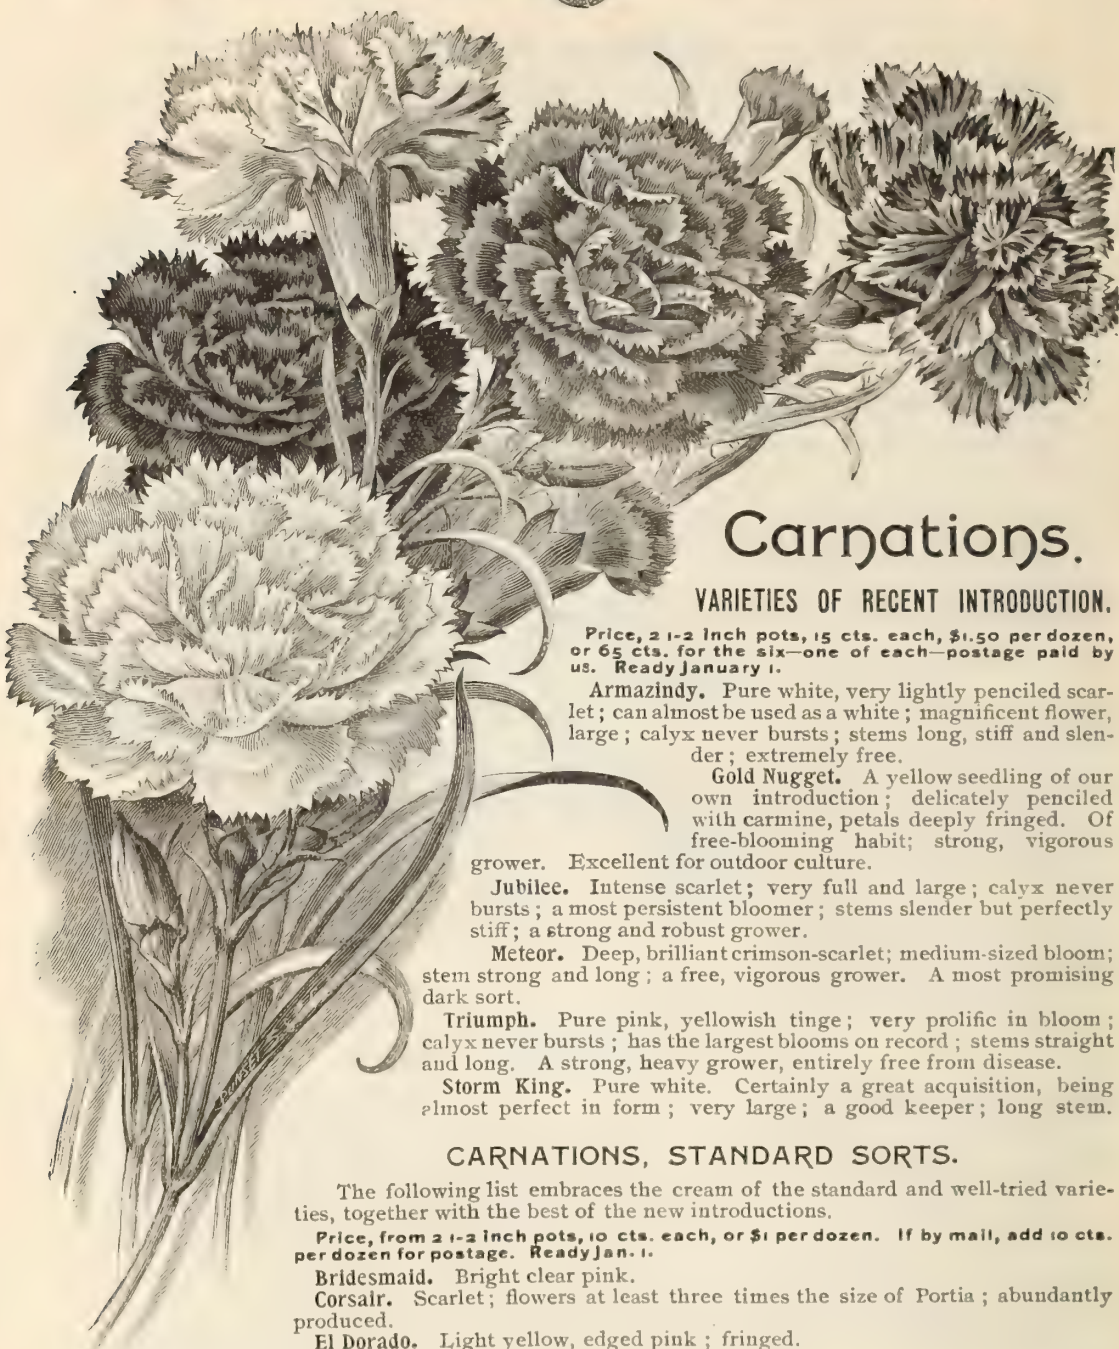 Carnations.
VARIETIES OF RECENT INTRODUCTION.
Price, 2 1-2 inch pots, 15 cts. each, $1.50 per dozen,
or 65 cts. for the six—one of each—postage paid by
us. Ready January 1.
Armazindy. Pure white, very lightly penciled scar-
let; can almost be used as a white; magnificent flower,
large; calyx never bursts; stems long, stiff and slen-
der; extremely free.
Gold Nugget. A yellow seedling of our
own introduction; delicately penciled
with carmine, petals deeply fringed. Of
free-blooming habit; strong, vigorous
grower. Excellent for outdoor culture.
Jubilee. Intense scarlet; very full and large; calyx never
bursts; a most persistent bloomer; stems slender but perfectly
stiff; a strong and robust grower.
Meteor. Deep, brilliant crimson-scarlet; medium-sized bloom;
stem strong and long; a free, vigorous grower. A most promising
dark sort.
Triumph. Pure pink, yellowish tinge; very prolific in bloom;
calyx never bursts; has the largest blooms on record; stems straight
and long. A strong, heavy grower, entirely free from disease.
Storm King. Pure white. Certainly a great acquisition, being
almost perfect in form; very large; a good keeper; long stem.
CARNATIONS, STANDARD SORTS.
The following list embraces the cream of the standard and well-tried varie-
ties, together with the best of the new introductions.
Price, from 2 1-2 inch pots, 10 cts. each, or $1 per dozen. If by mail, add 10 cts.
per dozen for postage. Ready Jan. 1.
Bridesmaid. Bright clear pink.
Corsair. Scarlet; flowers at least three times the size of Portia; abundantly
produced.
El Dorado. Light yellow, edged pink; fringed.